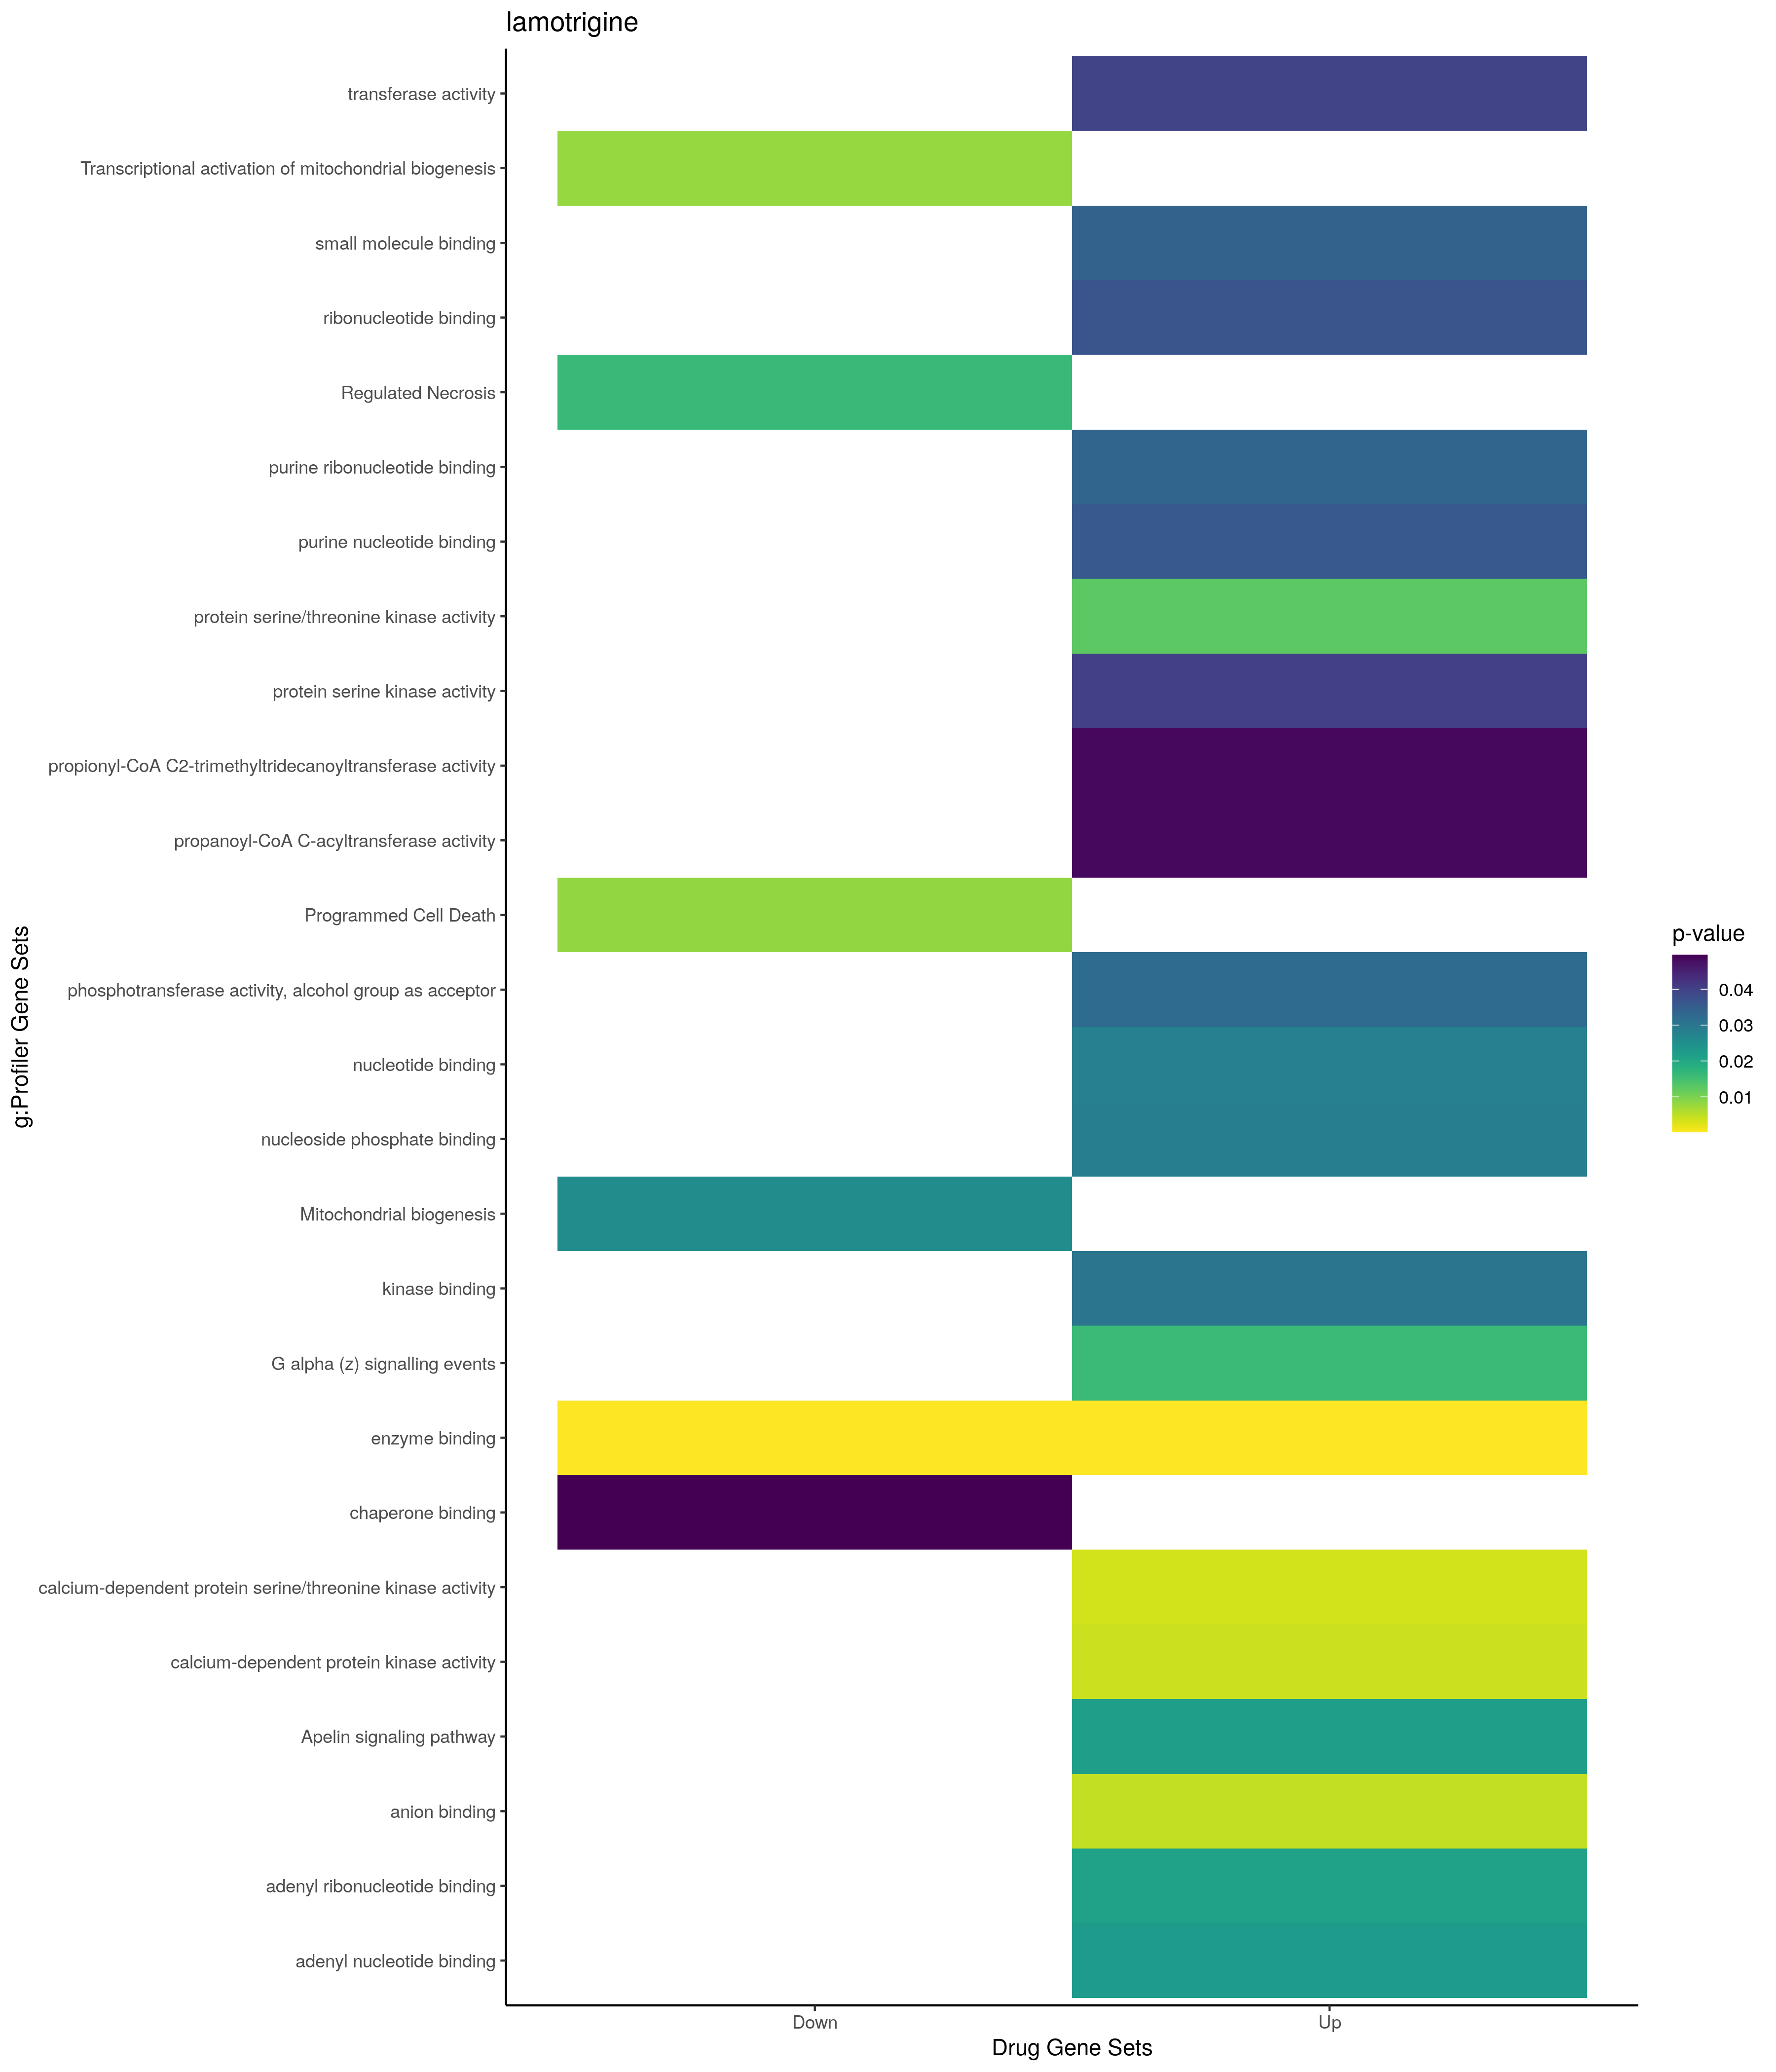 lamotrigine
transferase activity
Transcriptional activation of mitochondrial biogenesis
small molecule binding
ribonucleotide binding
Regulated Necrosis
purine ribonucleotide binding
purine nucleotide binding
protein serine/threonine kinase activity
protein serine kinase activity
propionyl-CoA C2-trimethyltridecanoyltransferase activity
propanoyl-CoA C-acyltransferase activity
Programmed Cell Death
phosphotransferase activity, alcohol group as acceptor
nucleotide binding
nucleoside phosphate binding
Mitochondrial biogenesis
kinase binding
G alpha (z) signalling events
enzyme binding
chaperone binding
calcium-dependent protein serine/threonine kinase activity
calcium-dependent protein kinase activity
Apelin signaling pathway
anion binding
adenyl ribonucleotide binding
adenyl nucleotide binding
g:Profiler Gene Sets
Down
Up
Drug Gene Sets
p-value
0.04
0.03
0.02
0.01